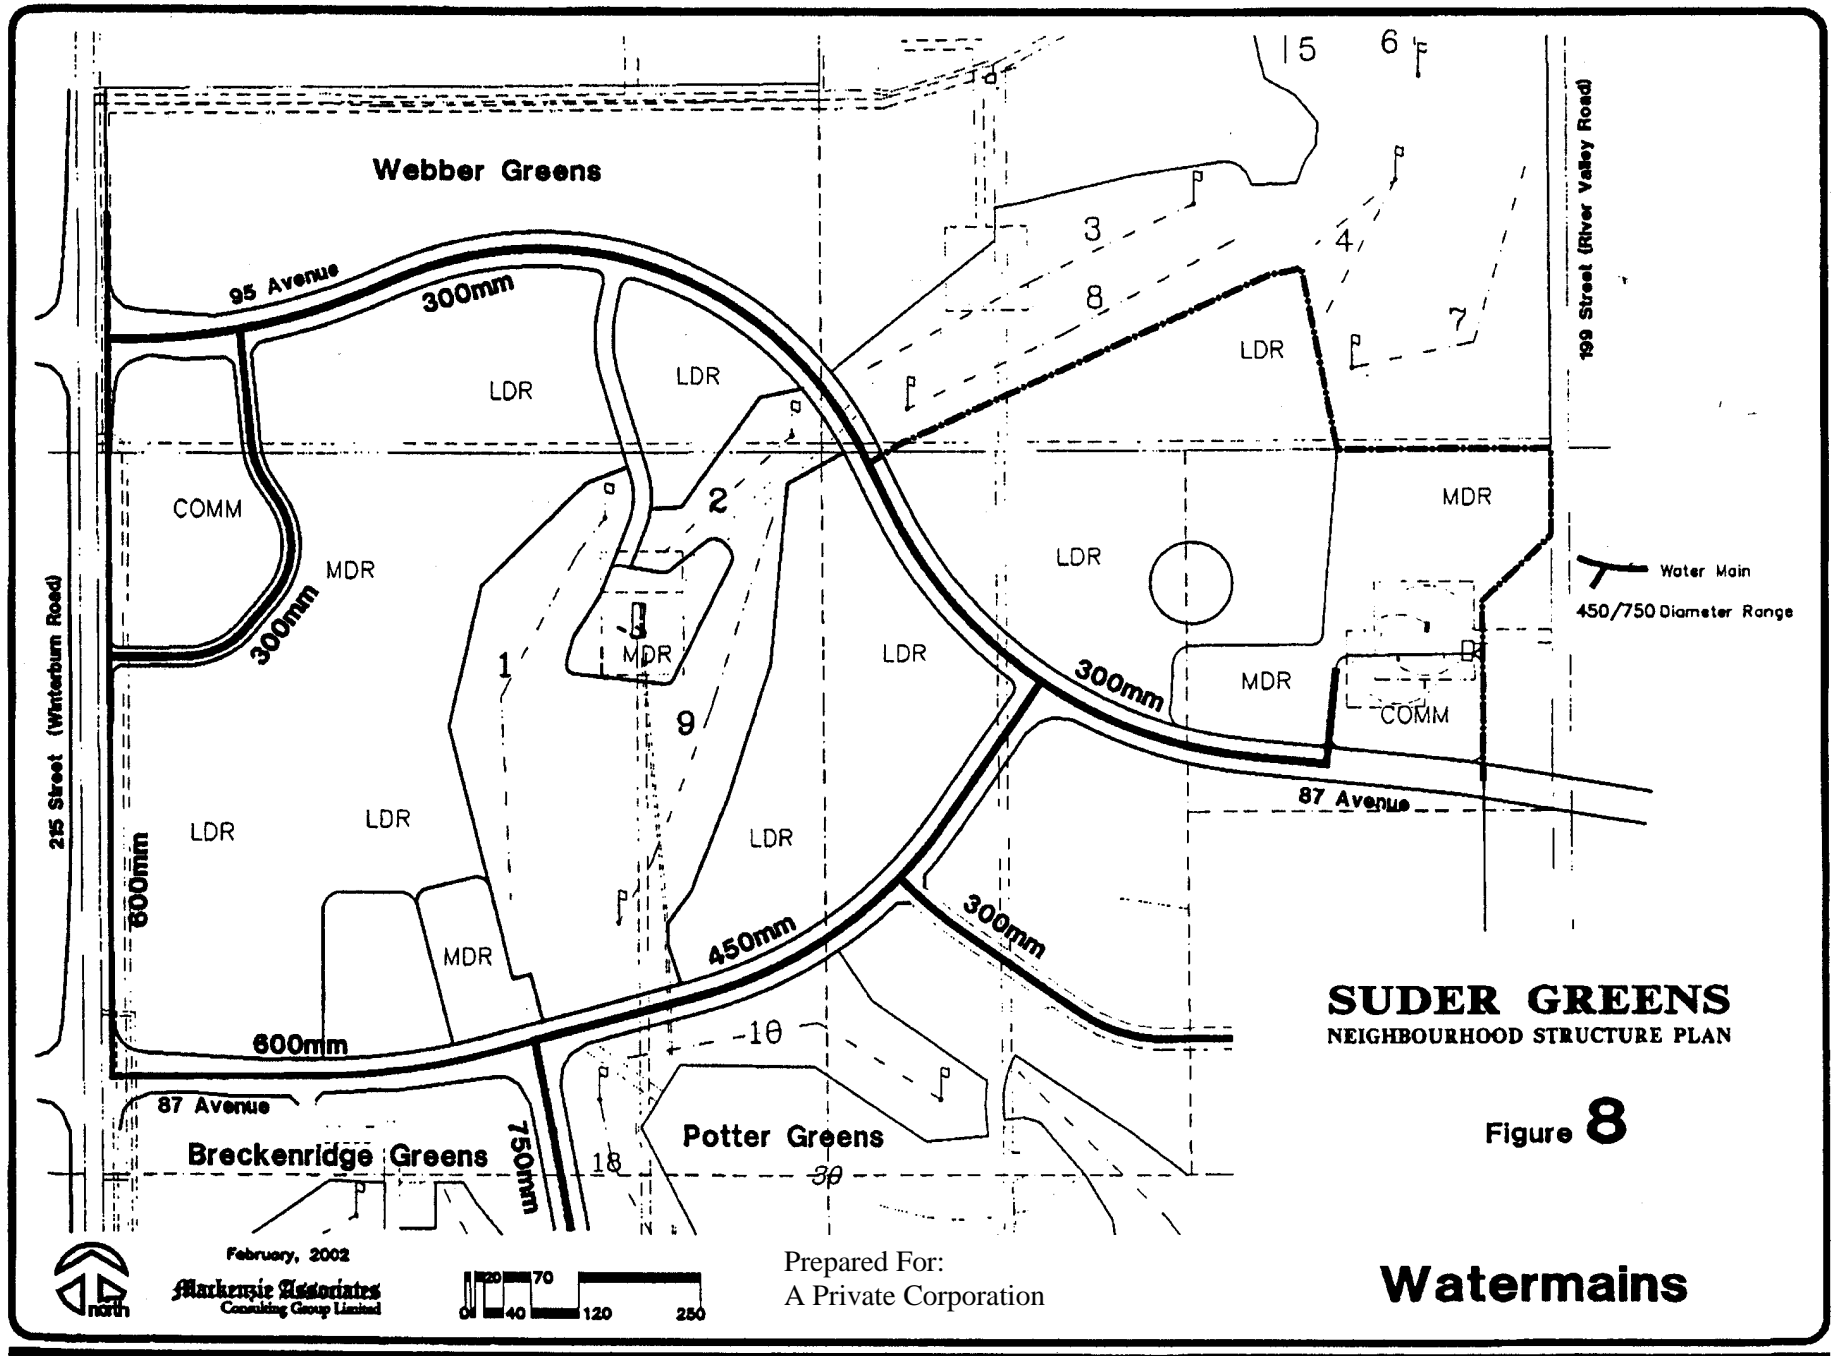 15
6
199 Street (River Valley Road)
Webber Greens
3
4
95 Avenue
300mm
8
7
LDR
LDR
LDR
2
MDR
COMM
LDR
MDR
215 Street (Winterburn Road)
Water Main
450/750 Diameter Range
300mm
1
MDR
LDR
300mm
MDR
COMM
9
87 Avenue
LDR
LDR
LDR
600mm
MDR
450mm
300mm
SUDER GREENS
NEIGHBOURHOOD STRUCTURE PLAN
600mm
10
87 Avenue
Figure 8
Breckenridge Greens
750mm
18
Potter Greens
30
north
February, 2002
Mackenzie Associates
Consulting Group Limited
20 70
0 40 120 250
Prepared For:
A Private Corporation
Watermains